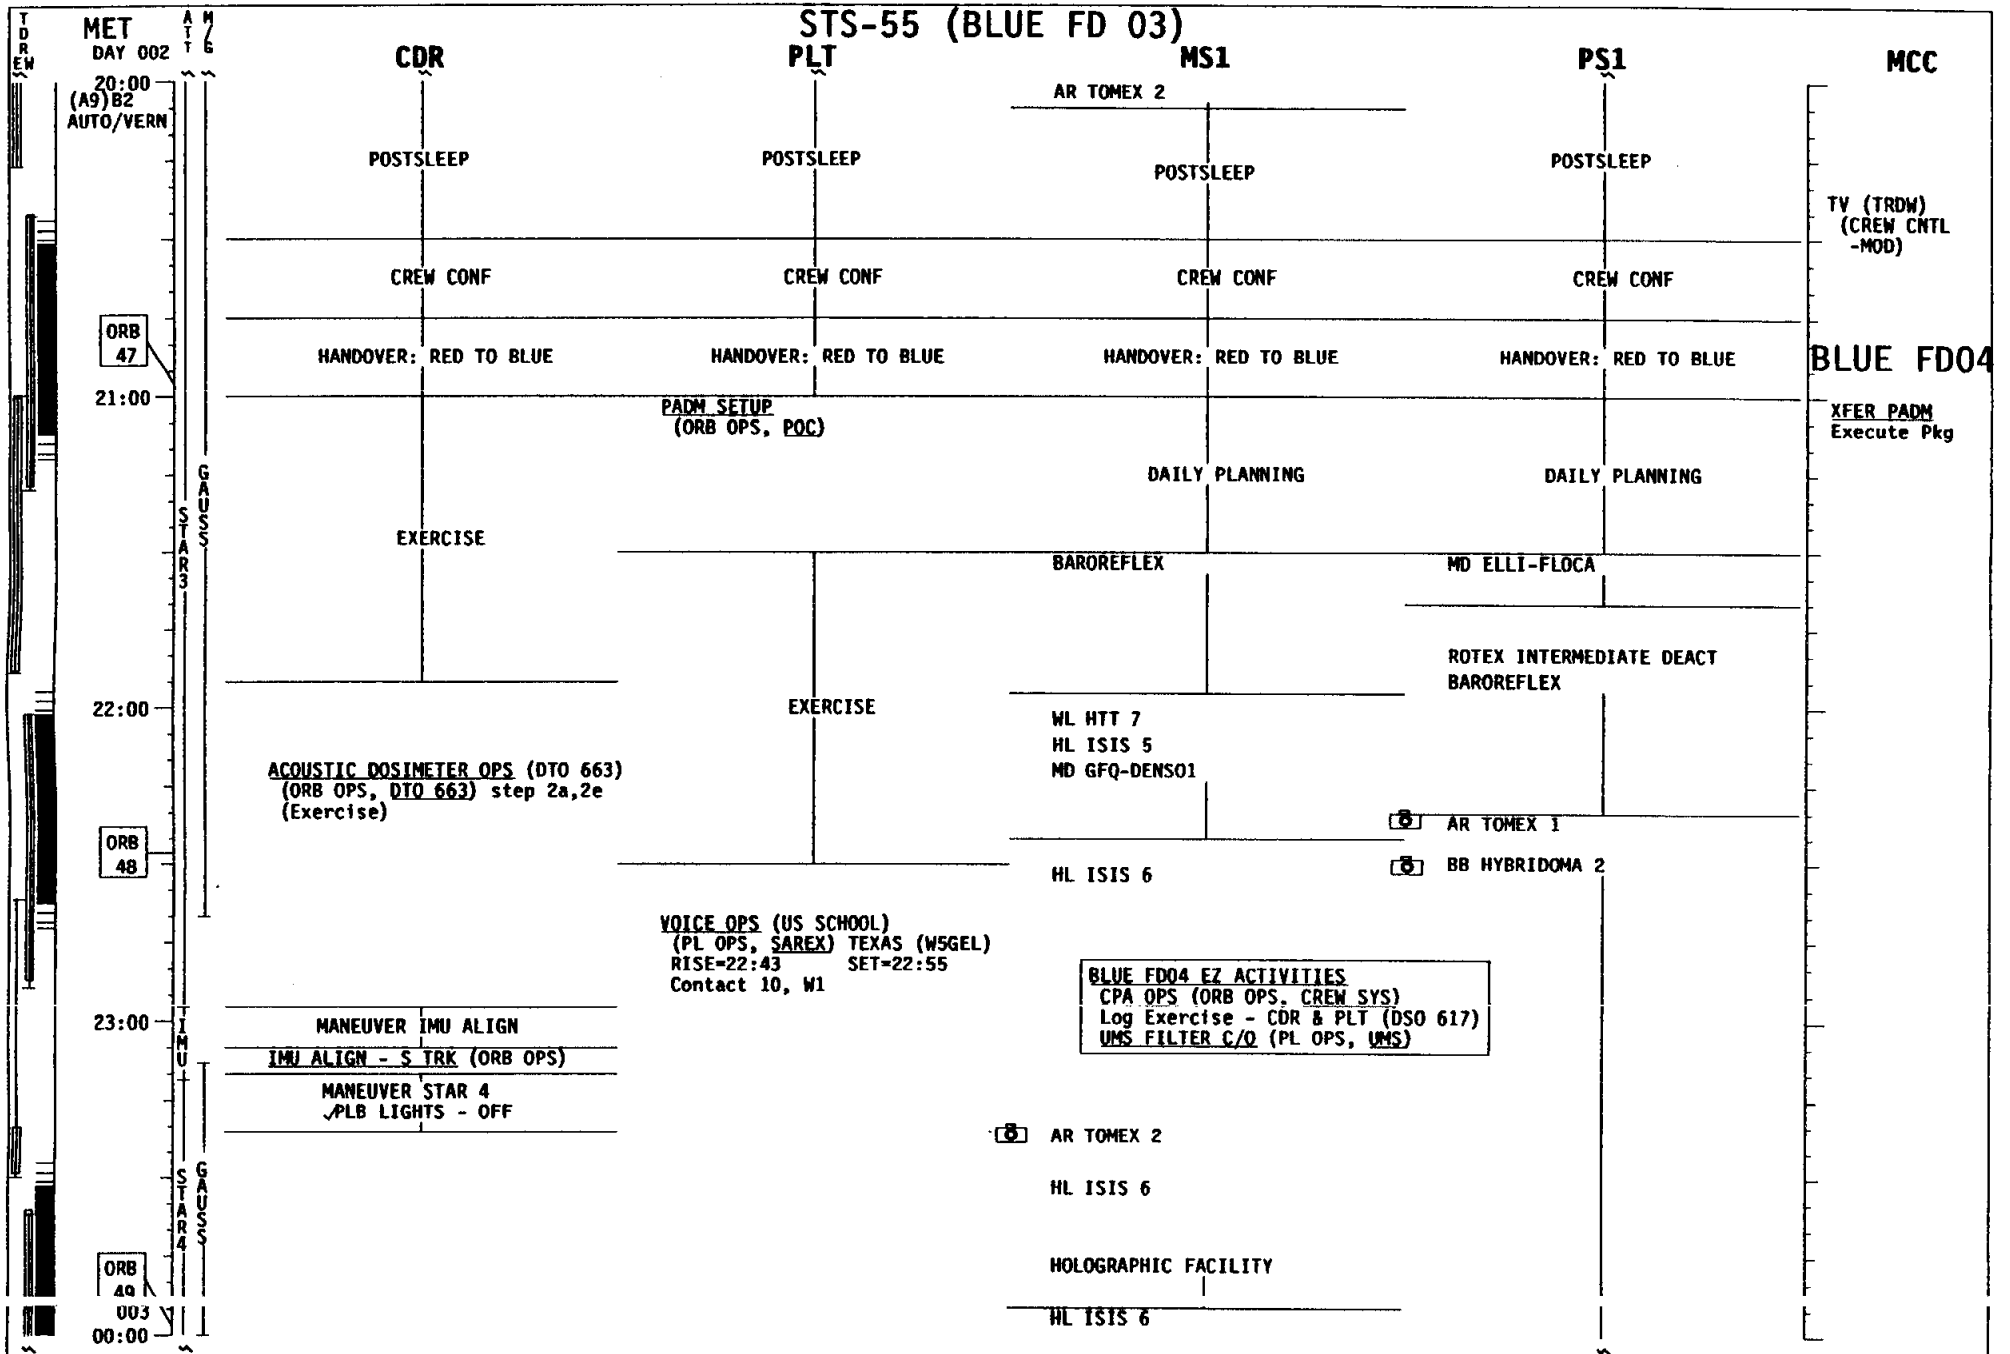 STS-55 (BLUE FD 03)
TDRE W
MET
DAY 002
ATT
M/G
CDR
PLT
MS1
PS1
MCC
20:00
(A9)B2
AUTO/VERN
AR TOMEX 2
POSTSLEEP
POSTSLEEP
POSTSLEEP
POSTSLEEP
TV (TRDW)
(CREW CNTL
-MOD)
CREW CONF
CREW CONF
CREW CONF
CREW CONF
ORB
47
HANDOVER: RED TO BLUE
HANDOVER: RED TO BLUE
HANDOVER: RED TO BLUE
HANDOVER: RED TO BLUE
BLUE FD04
21:00
PADM SETUP
(ORB OPS, POC)
XFER PADM
Execute Pkg
GAUSS
STAR3
DAILY PLANNING
DAILY PLANNING
EXERCISE
BAROREFLEX
MD ELLI-FLOCA
ROTEX INTERMEDIATE DEACT
BAROREFLEX
22:00
EXERCISE
WL HTT 7
HL ISIS 5
MD GFQ-DENSO1
ACOUSTIC DOSIMETER OPS (DTO 663)
(ORB OPS, DTO 663) step 2a,2e
(Exercise)
AR TOMEX 1
ORB
48
HL ISIS 6
BB HYBRIDOMA 2
VOICE OPS (US SCHOOL)
(PL OPS, SAREX) TEXAS (W5GEL)
RISE=22:43 SET=22:55
Contact 10, W1
BLUE FD04 EZ ACTIVITIES
CPA OPS (ORB OPS, CREW SYS)
Log Exercise - CDR & PLT (DSO 617)
UMS FILTER C/O (PL OPS, UMS)
23:00
IMU
MANEUVER IMU ALIGN
IMU ALIGN - S TRK (ORB OPS)
MANEUVER STAR 4
✓PLB LIGHTS - OFF
AR TOMEX 2
STAR4
GAUSS
HL ISIS 6
HOLOGRAPHIC FACILITY
ORB
49
003
00:00
HL ISIS 6